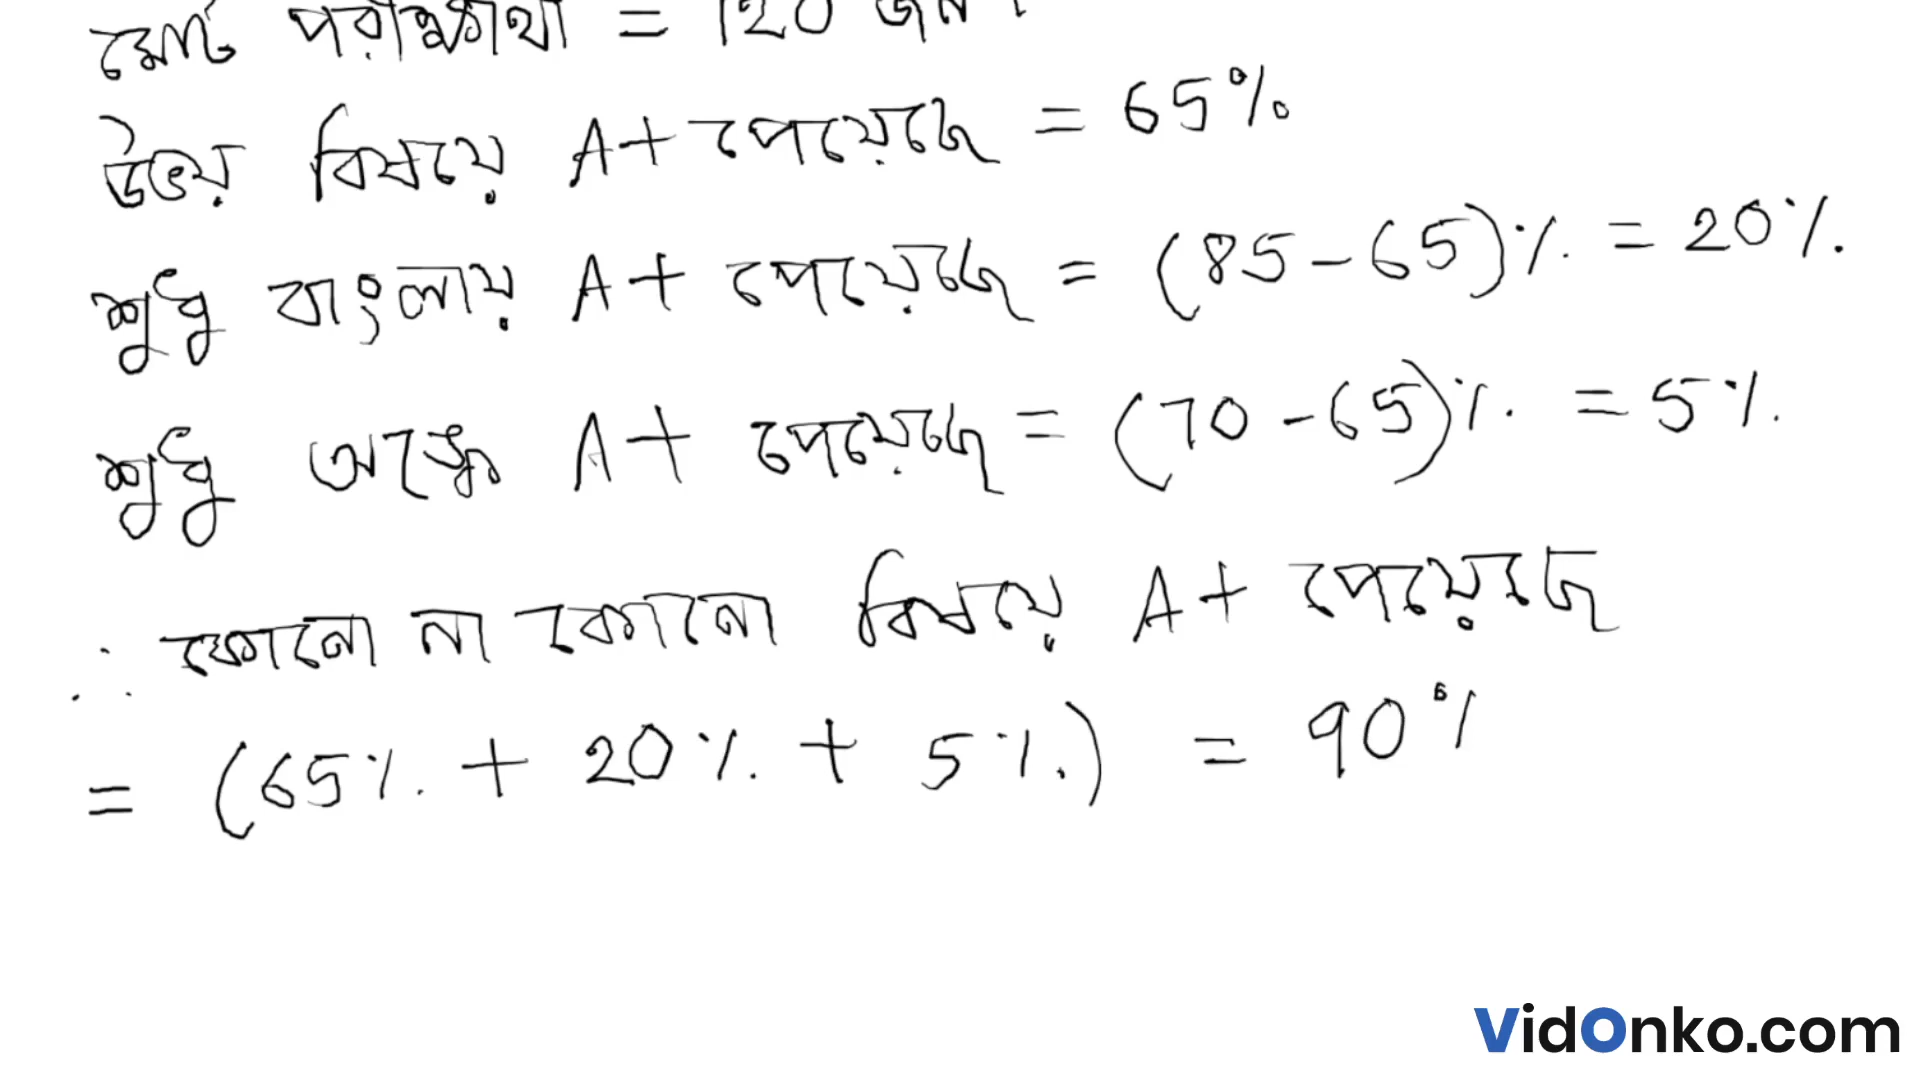 মোট পরীক্ষার্থী = 120 জন।
উভয় বিষয়ে A+ পেয়েছে = 65%
শুধু বাংলায় A+ পেয়েছে = (85-65)% = 20%
শুধু অঙ্কে A+ পেয়েছে = (70-65)% = 5%
∴ কোনো না কোনো বিষয়ে A+ পেয়েছে
= (65% + 20% + 5%) = 90%
VidOnko.com